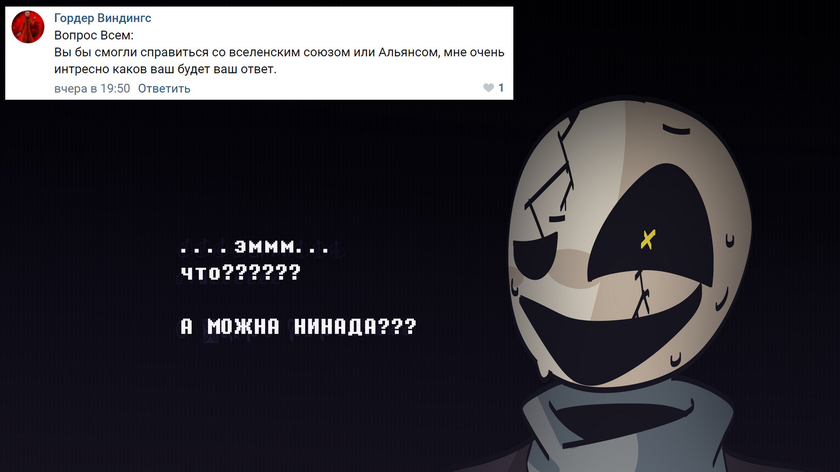 Гордер Виндингс
Вопрос Всем:
Вы бы смогли справиться со вселенским союзом или Альянсом, мне очень
интресно каков ваш будет ваш ответ.
вчера в 19:50 Ответить 1
....эммм...
что??????
А МОЖНА НИНАДА???